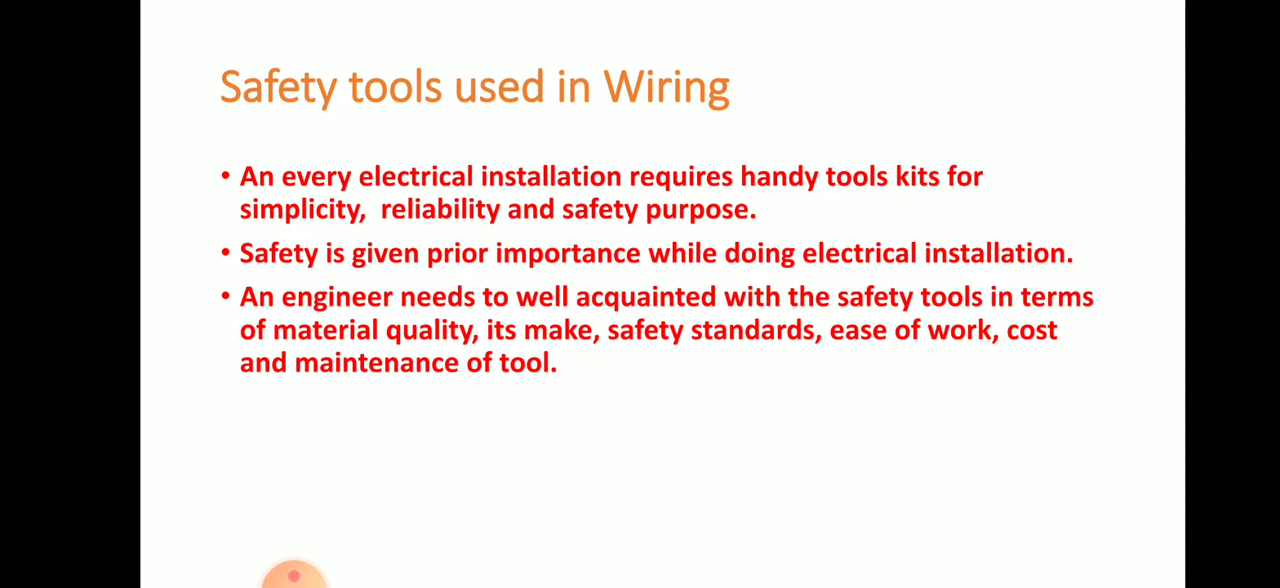 Safety tools used in Wiring
• An every electrical installation requires handy tools kits for
simplicity,  reliability and safety purpose.
• Safety is given prior importance while doing electrical installation.
• An engineer needs to well acquainted with the safety tools in terms
of material quality, its make, safety standards, ease of work, cost
and maintenance of tool.